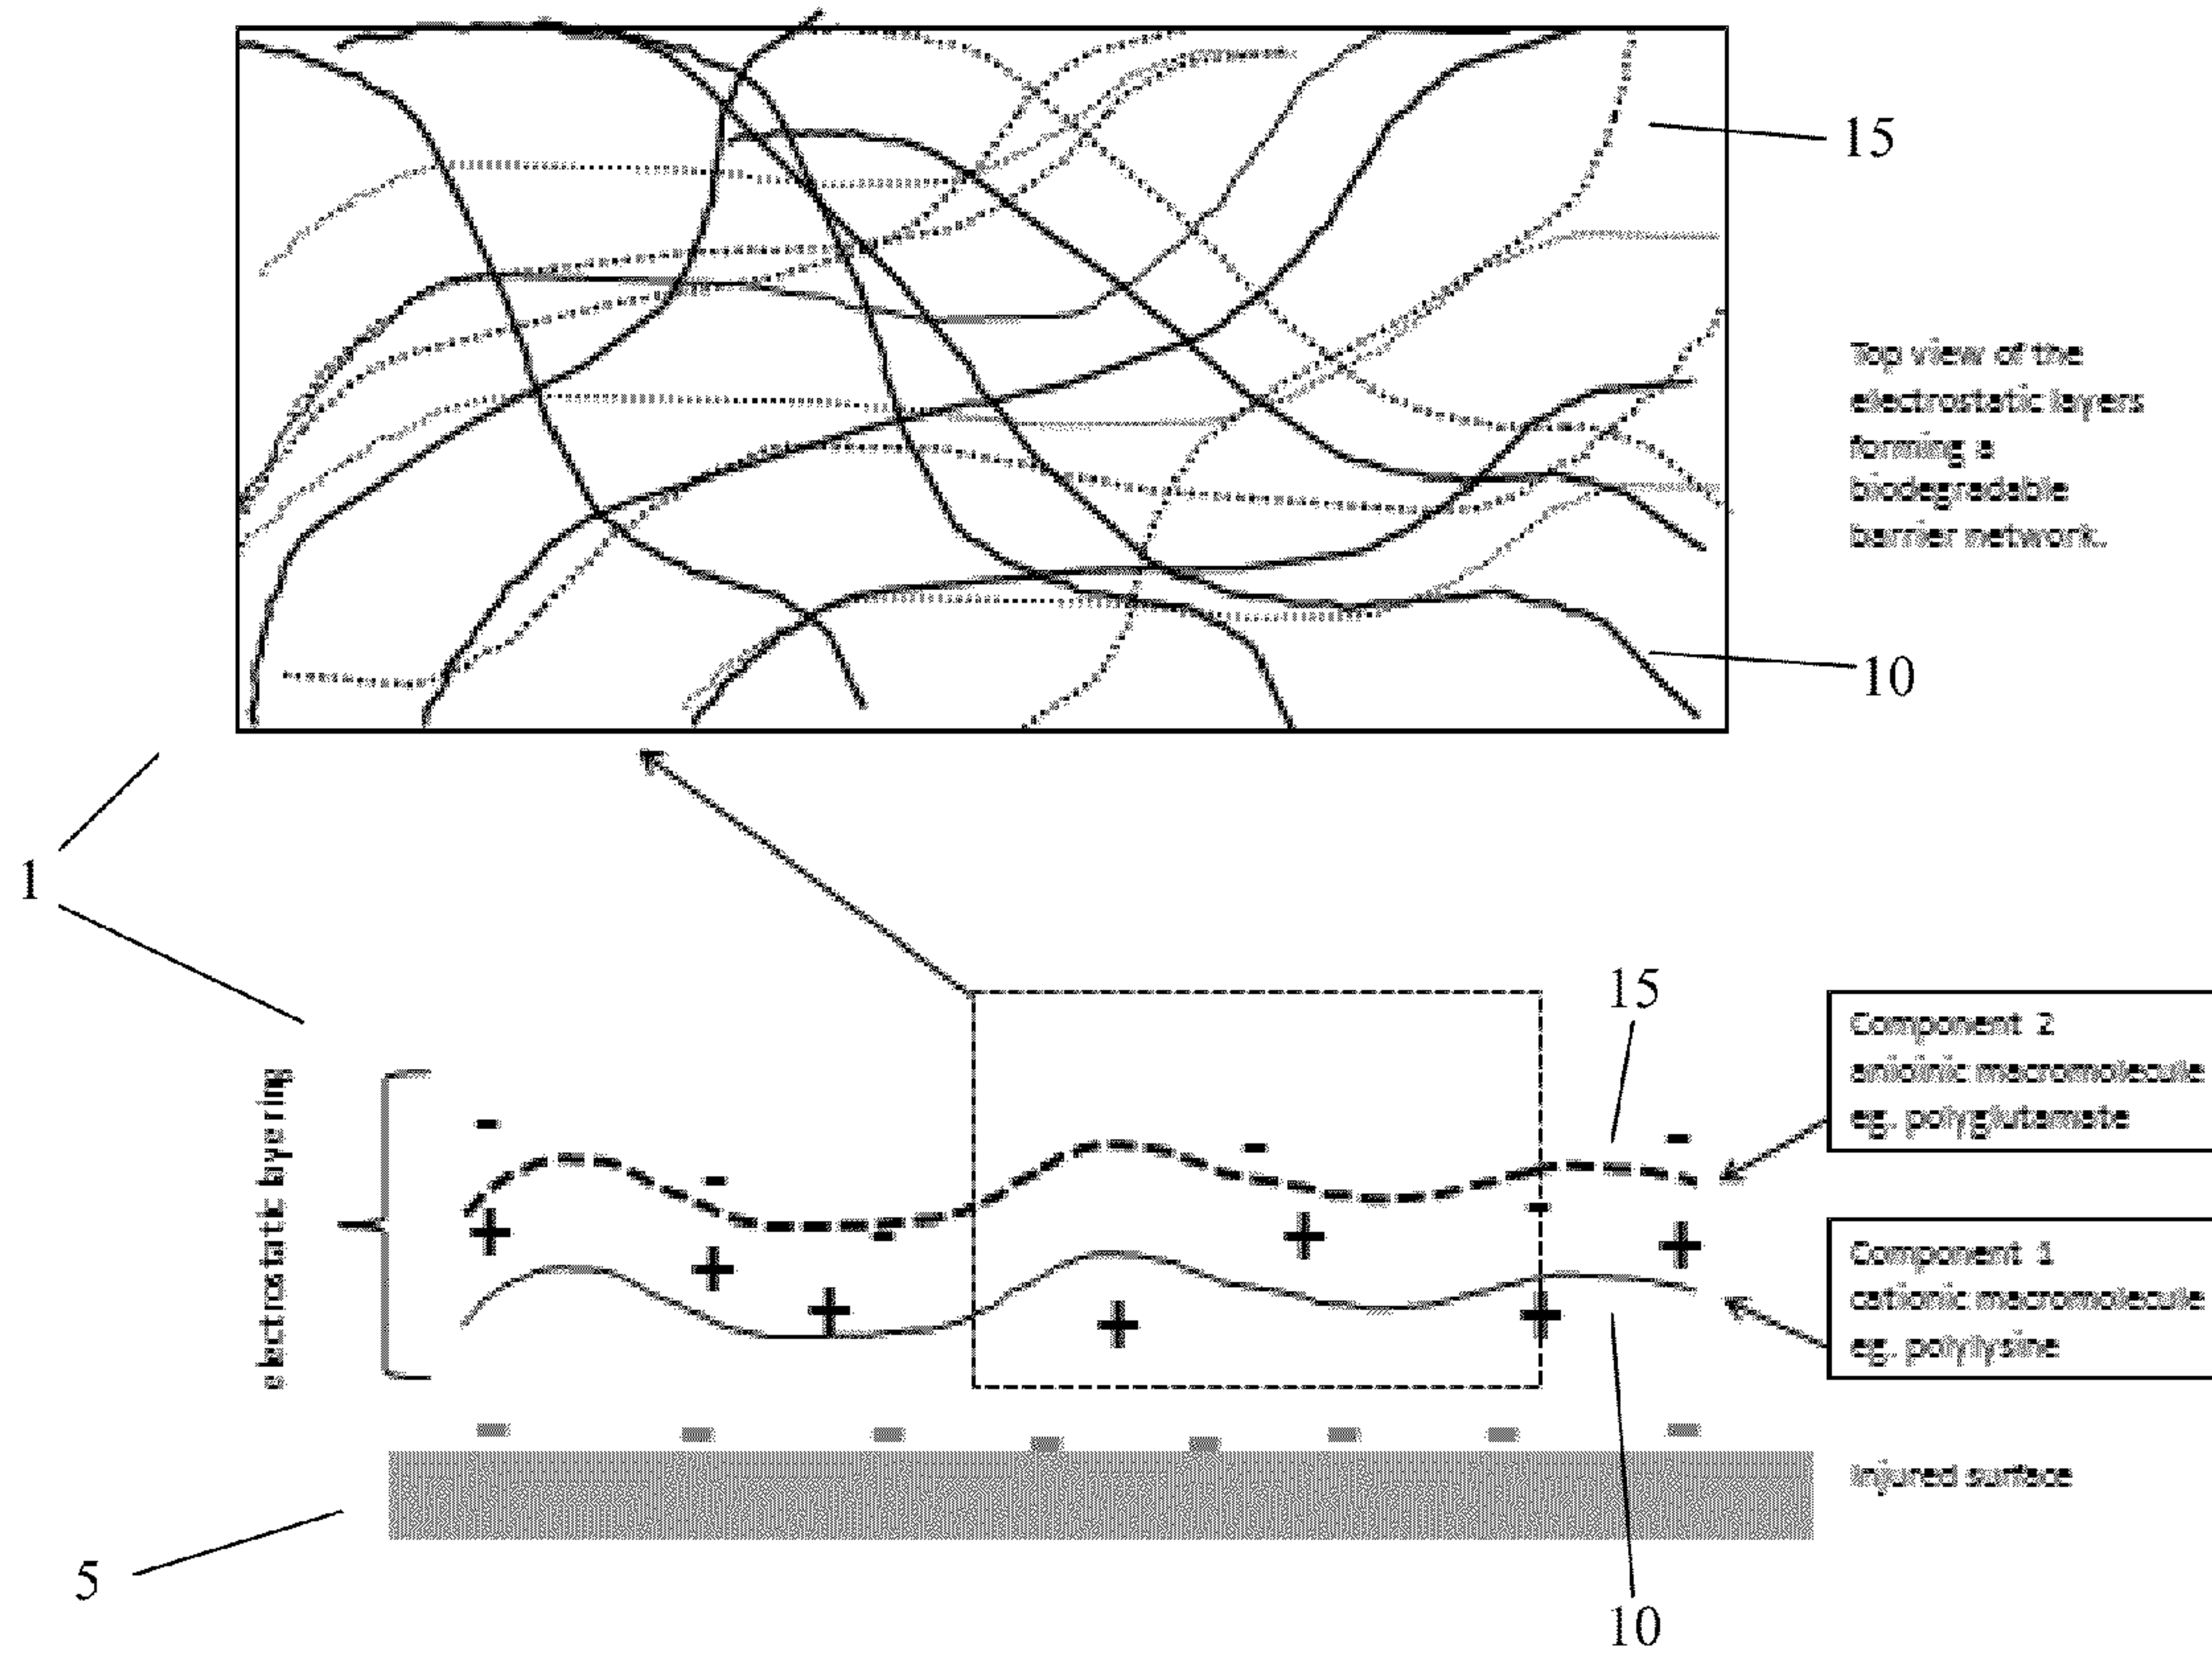 15
Top view of the
electrostatic layers
forming a
biodegradable
barrier network.
10
1
15
Component 2
anioinic macromolecule
eg. polyglutamate
electrostatic layering
- - - - - -
+ + + + + + +
Component 1
cationic macromolecule
eg. polylysine
- - - - - - - -
Injured surface
5
10